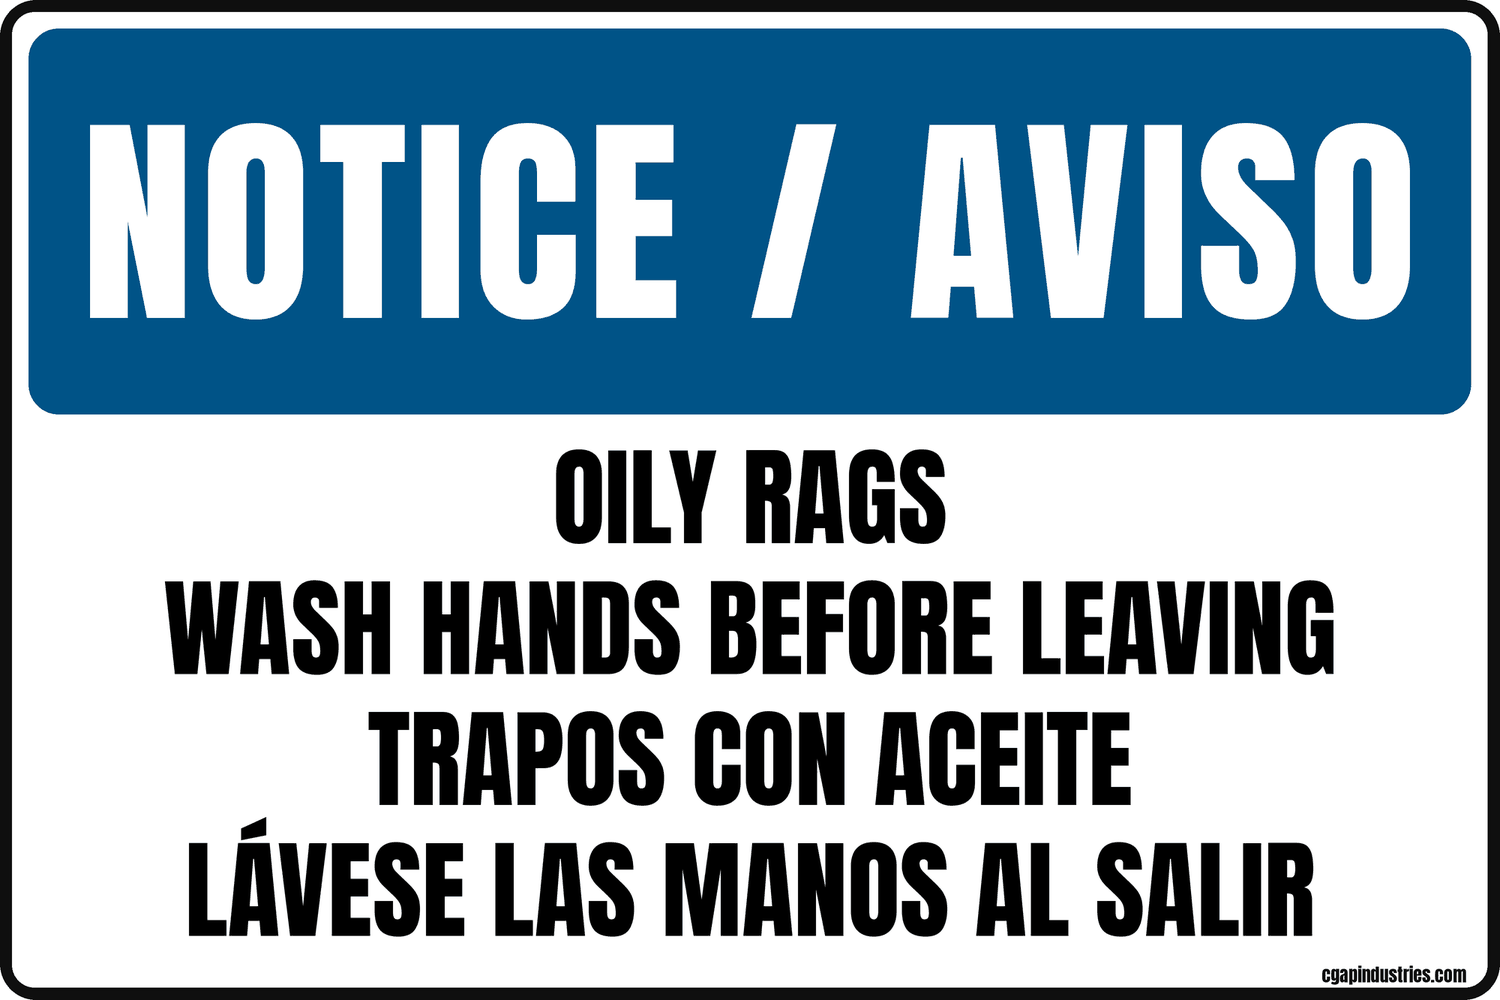 NOTICE / AVISO
OILY RAGS
WASH HANDS BEFORE LEAVING
TRAPOS CON ACEITE
LÁVESE LAS MANOS AL SALIR
cgapindustries.com